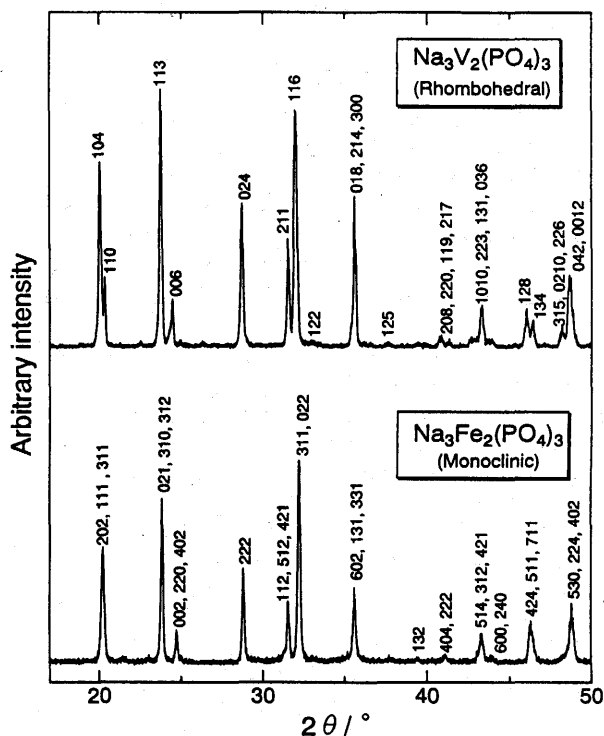 Na3V2(PO4)3
(Rhombohedral)
104
110
113
006
024
211
116
122
018, 214, 300
125
208, 220, 119, 217
1010, 223, 131, 036
128
134
315, 0210, 226
042, 0012
Arbitrary intensity
Na3Fe2(PO4)3
(Monoclinic)
202, 111 , 311
021, 310, 312
002, 220, 402
222
112, 512, 421
311, 022
602, 131, 331
132
404, 222
514, 312, 421
600, 240
424, 511, 711
530, 224, 402
20 30 40 50
2 θ / °